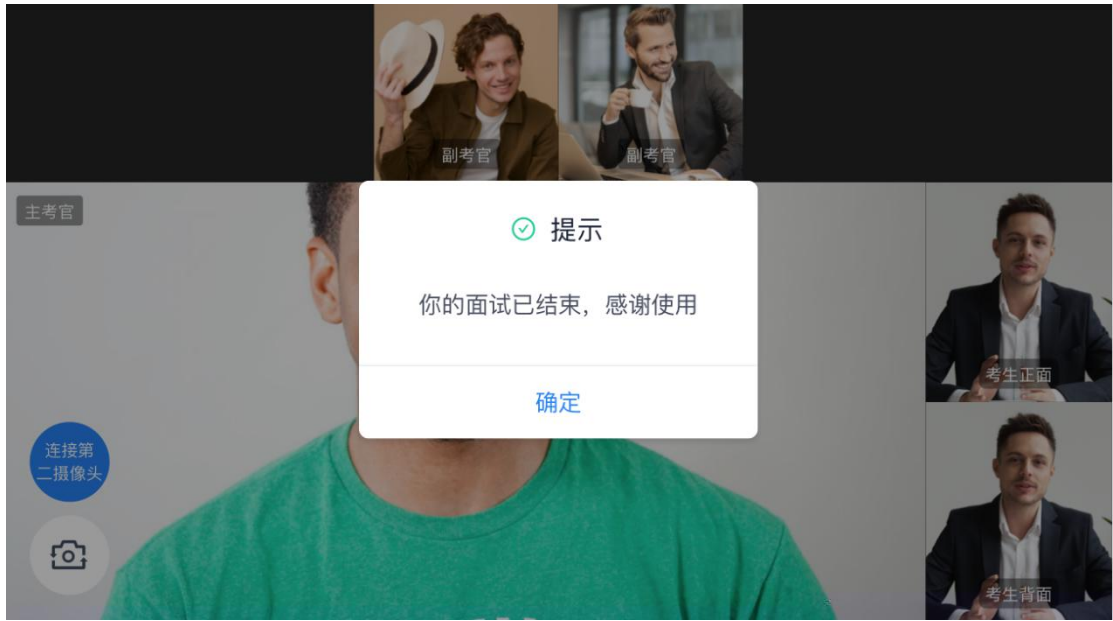 副考官
副考官
主考官
提示
你的面试已结束，感谢使用
确定
考生正面
连接第
二摄像头
考生背面